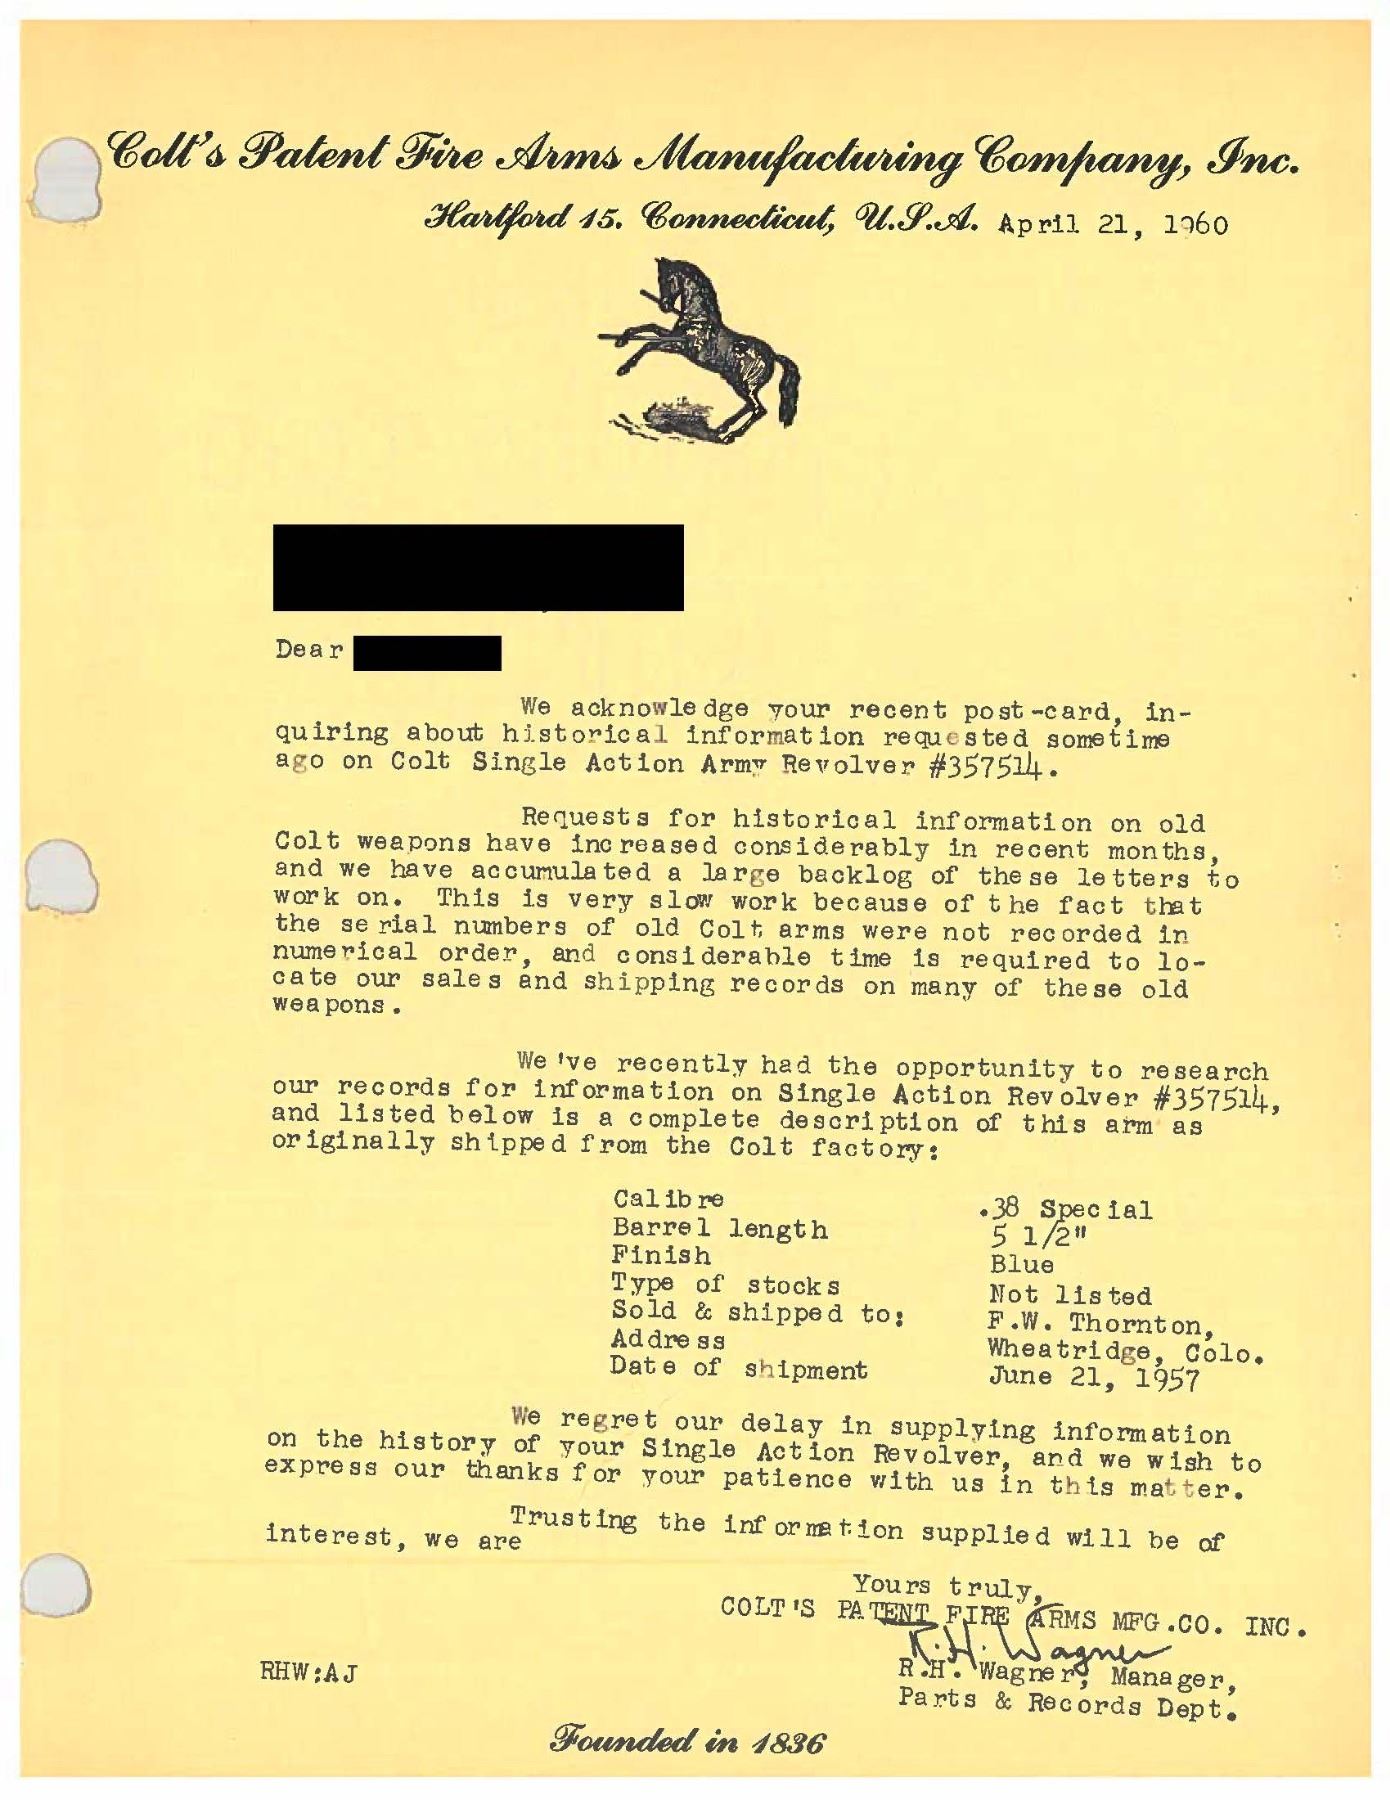 Colt's Patent Fire Arms Manufacturing Company, Inc.
Hartford 15. Connecticut, U.S.A. April 21, 1960
Dear
We acknowledge your recent post-card, in-
quiring about historical information requested sometime
ago on Colt Single Action Army Revolver #357514.
Requests for historical information on old
Colt weapons have increased considerably in recent months,
and we have accumulated a large backlog of these letters to
work on. This is very slow work because of the fact that
the serial numbers of old Colt arms were not recorded in
numerical order, and considerable time is required to lo-
cate our sales and shipping records on many of these old
weapons.
We've recently had the opportunity to research
our records for information on Single Action Revolver #357514,
and listed below is a complete description of this arm as
originally shipped from the Colt factory:
Calibre .38 Special
Barrel length 5 1/2"
Finish Blue
Type of stocks Not listed
Sold & shipped to: F.W. Thornton,
Address Wheatridge, Colo.
Date of shipment June 21, 1957
We regret our delay in supplying information
on the history of your Single Action Revolver, and we wish to
express our thanks for your patience with us in this matter.
Trusting the information supplied will be of
interest, we are
Yours truly,
COLT'S PATENT FIRE ARMS MFG.CO. INC.
R.H. Wagner
R.H. Wagner, Manager,
RHW:AJ
Parts & Records Dept.
Founded in 1836